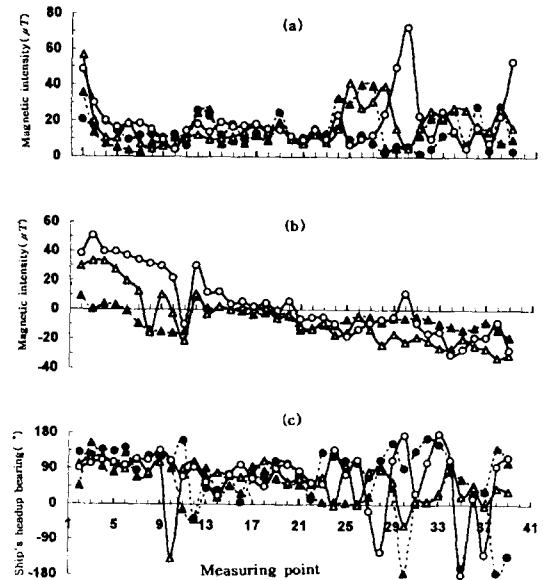 (a)
Magnetic intensity(μT)
80
60
40
20
0
(b)
Magnetic intensity(μT)
60
40
20
0
-20
-40
(c)
Ship's headup bearing(°)
180
90
0
-90
-180
1 5 9 13 17 21 25 29 33 37 41
Measuring point